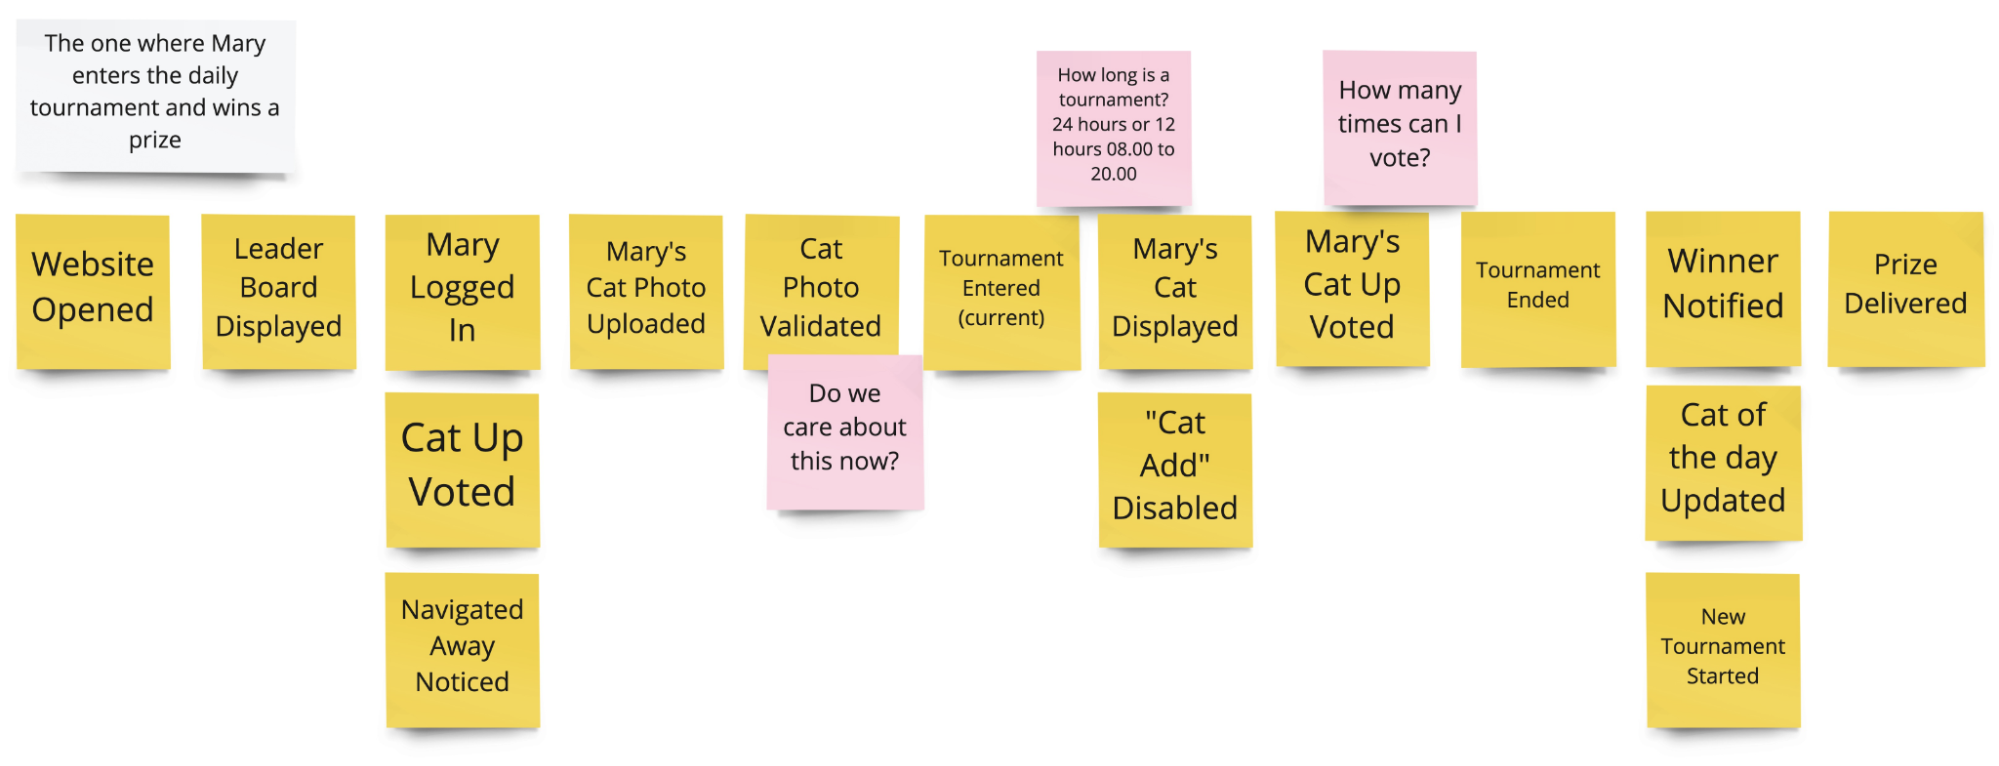 The one where Mary
enters the daily
tournament and wins a
prize
How long is a
tournament?
24 hours or 12
hours 08.00 to
20.00
How many
times can I
vote?
Website
Opened
Leader
Board
Displayed
Mary
Logged
In
Mary's
Cat Photo
Uploaded
Cat
Photo
Validated
Tournament
Entered
(current)
Mary's
Cat
Displayed
Mary's
Cat Up
Voted
Tournament
Ended
Winner
Notified
Prize
Delivered
Cat Up
Voted
Do we
care about
this now?
"Cat
Add"
Disabled
Cat of
the day
Updated
Navigated
Away
Noticed
New
Tournament
Started